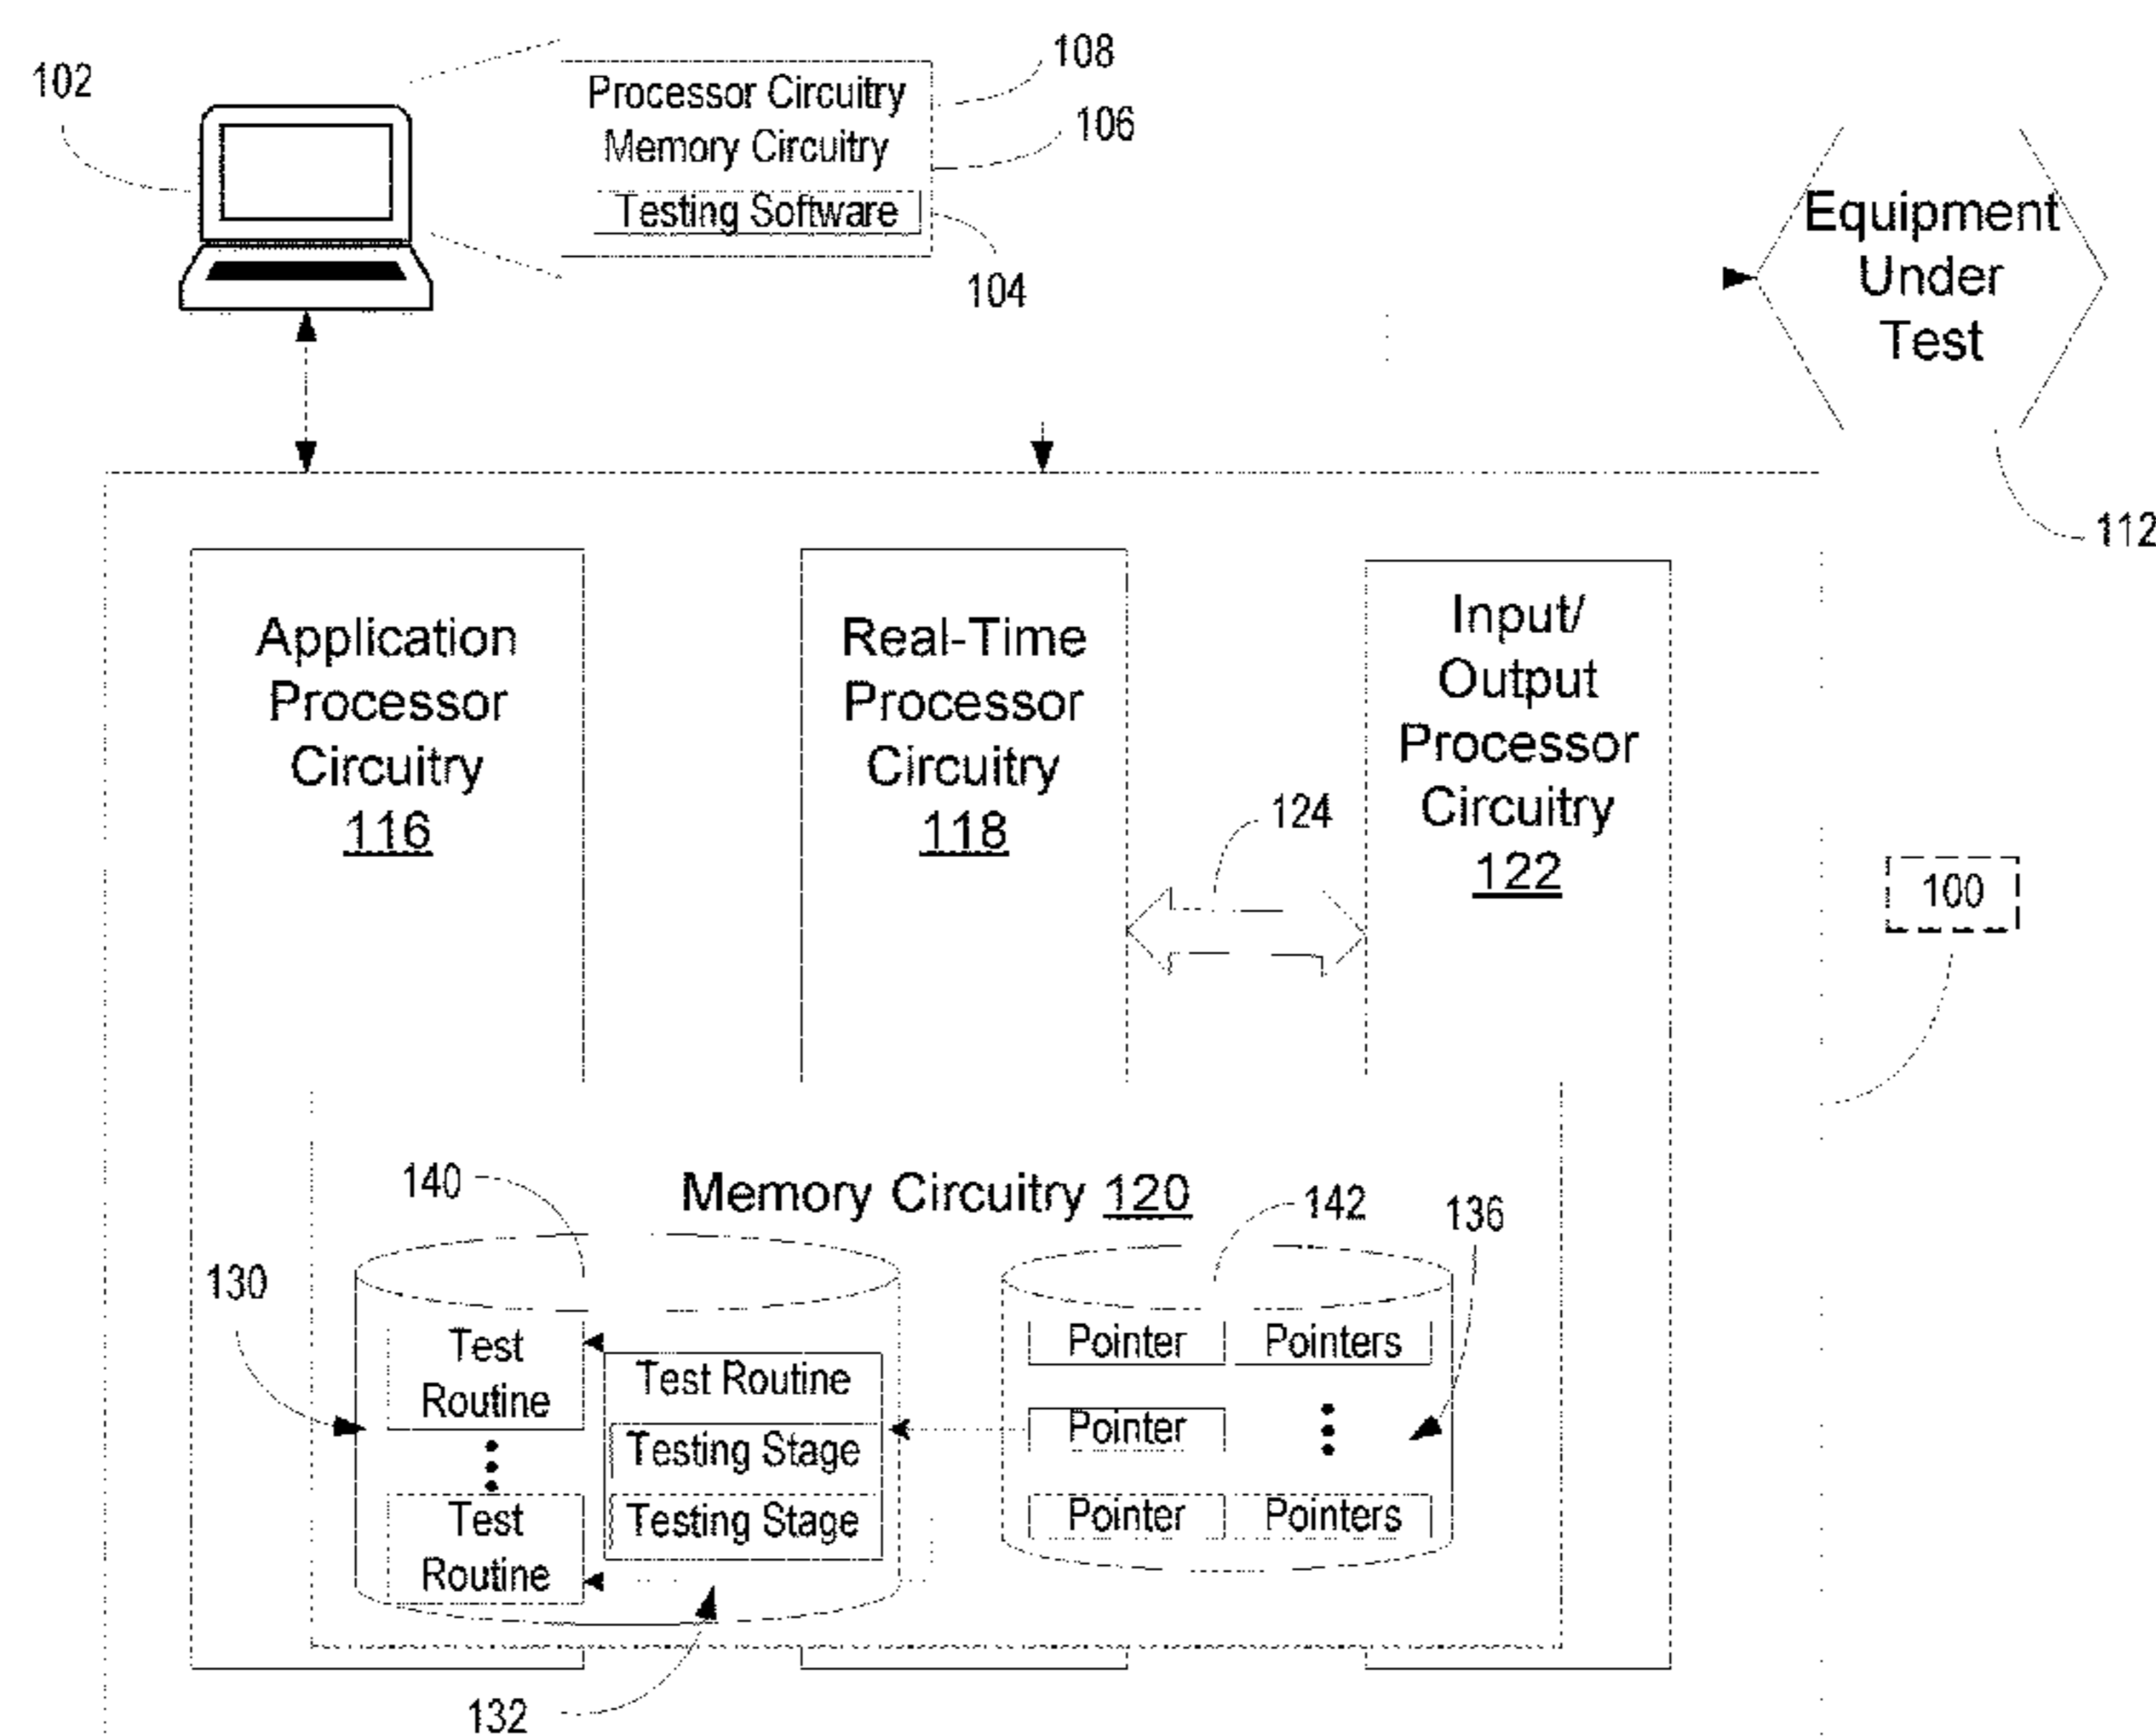 102
Processor Circuitry
108
Memory Circuitry
106
Testing Software
104
Equipment
Under
Test
112
Application
Processor
Circuitry
116
Real-Time
Processor
Circuitry
118
124
Input/
Output
Processor
Circuitry
122
100
Memory Circuitry 120
140
142
136
130
Test
Routine
Test Routine
Testing Stage
Testing Stage
Test
Routine
Pointer
Pointers
Pointer
Pointer
Pointers
132